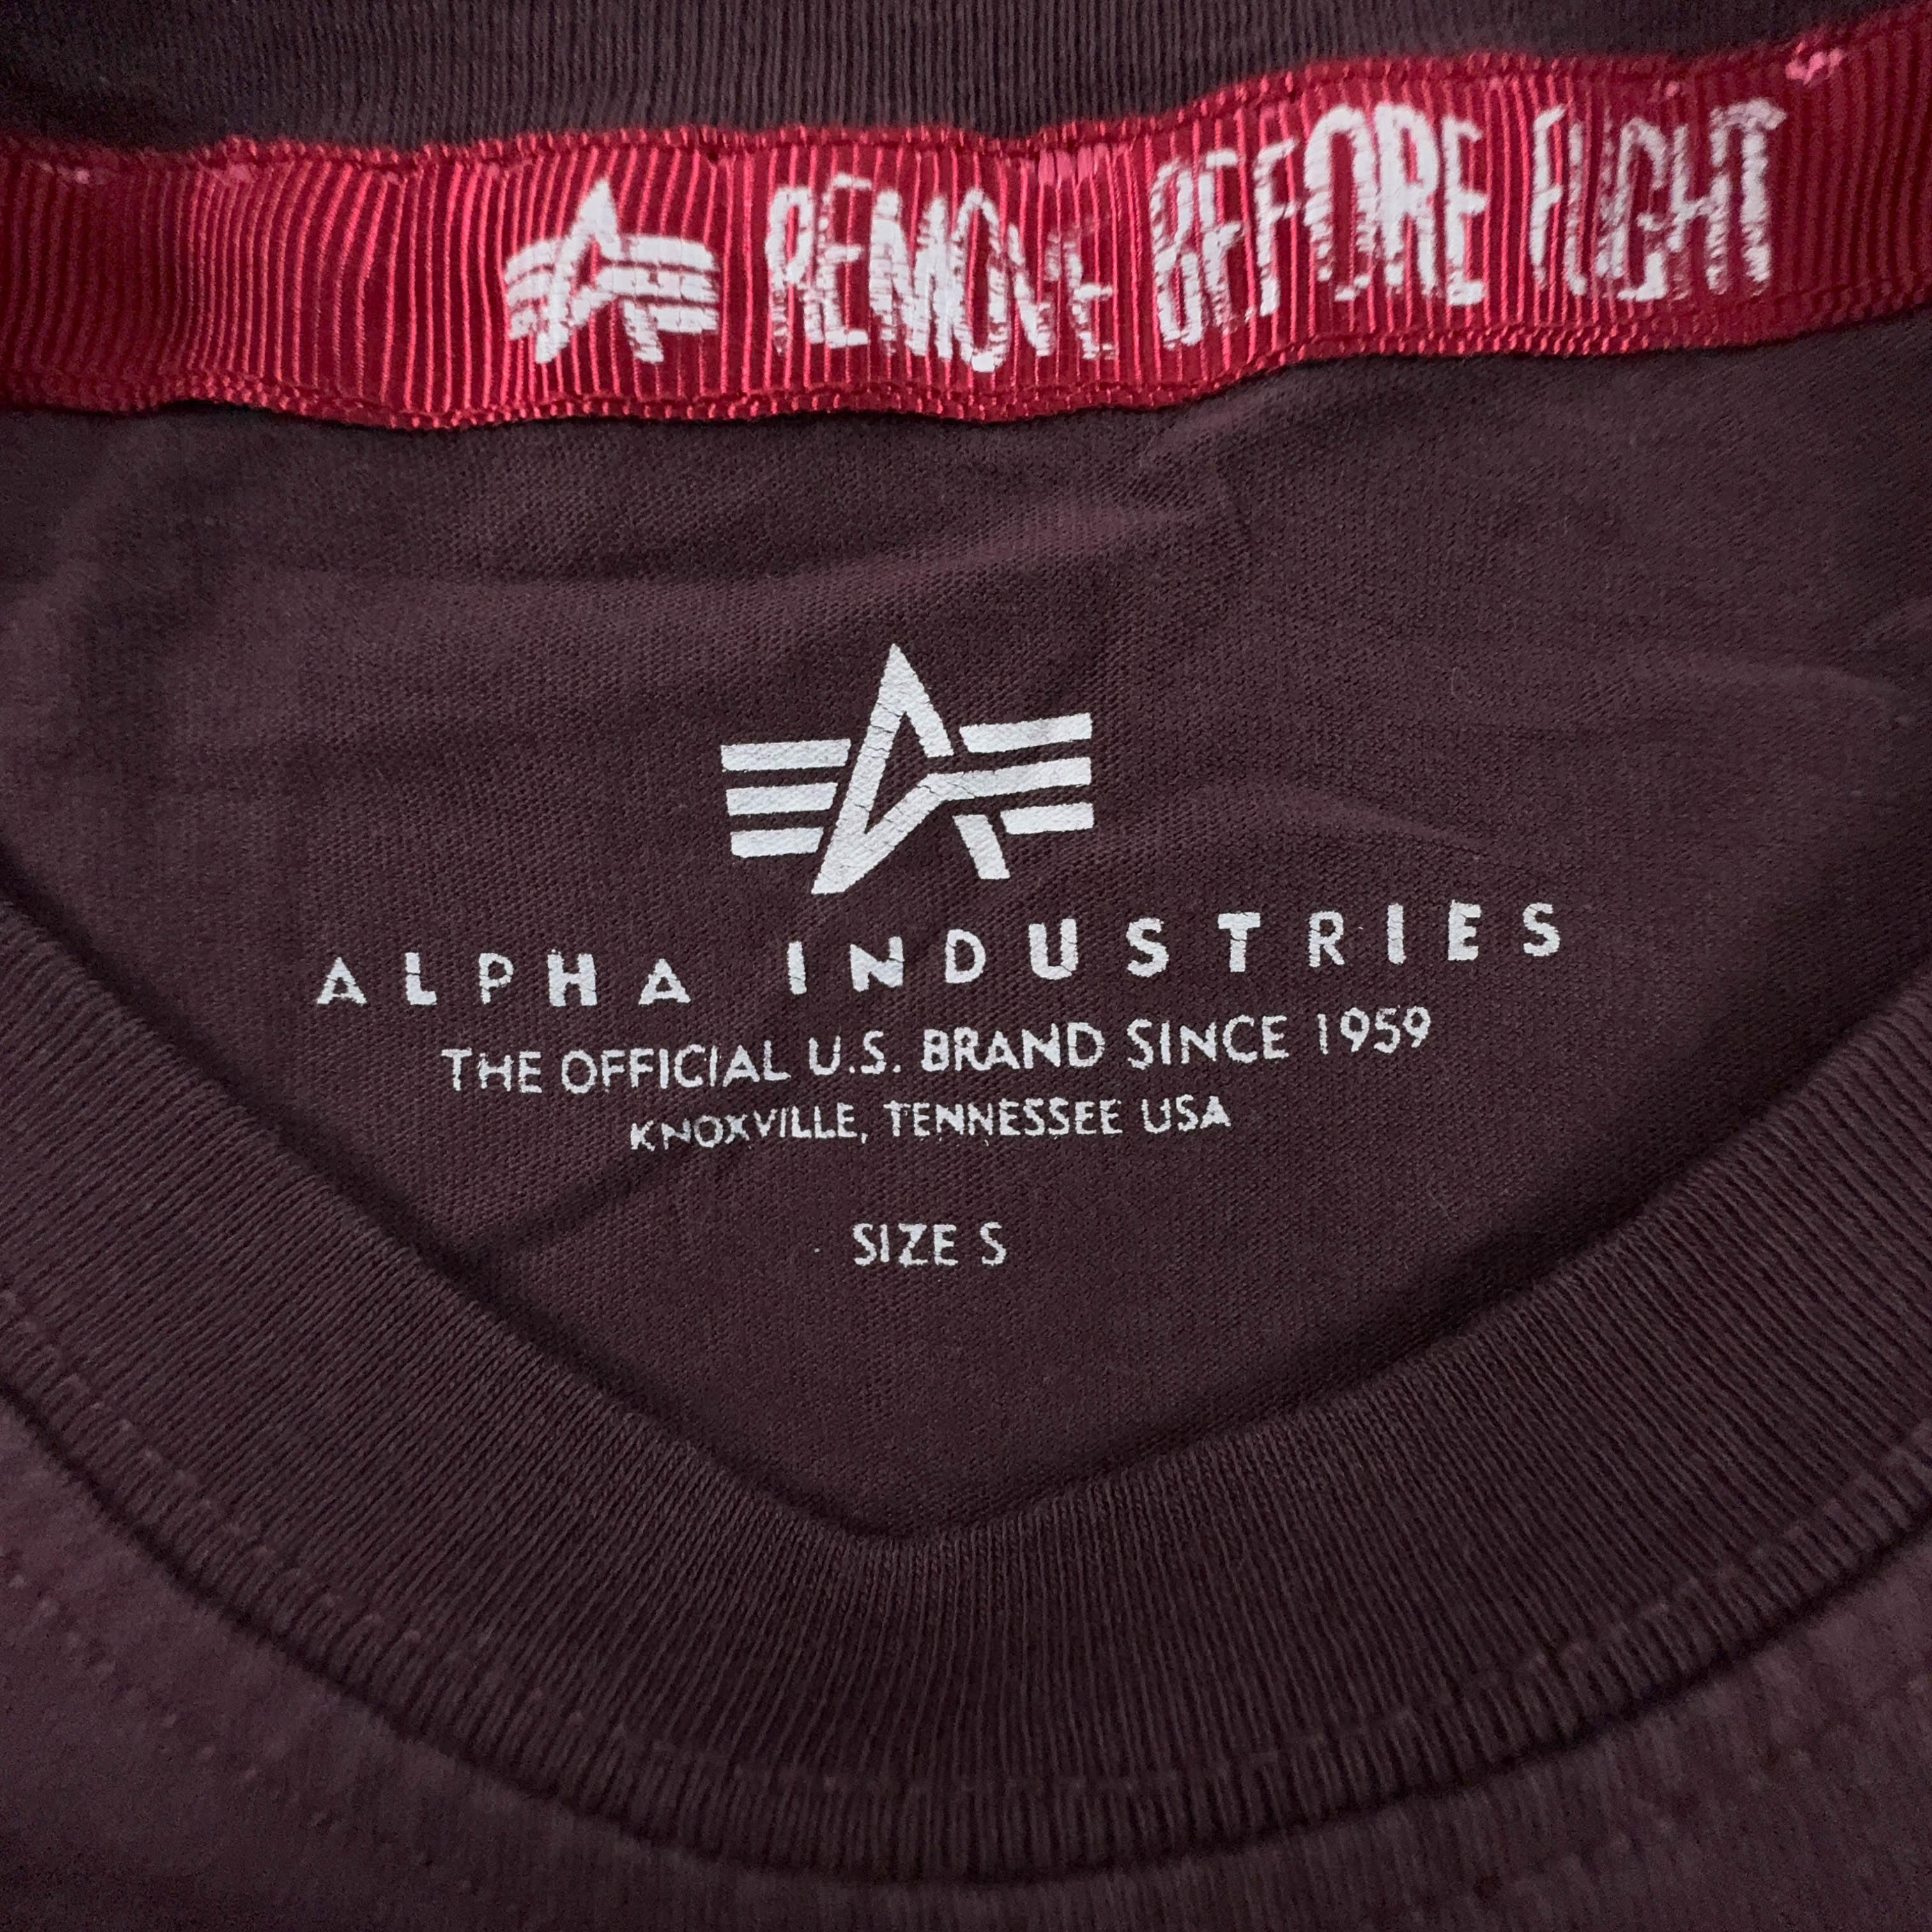 REMOVE BEFORE FLIGHT
ALPHA INDUSTRIES
THE OFFICIAL U.S. BRAND SINCE 1959
KNOXVILLE, TENNESSEE USA
SIZE S